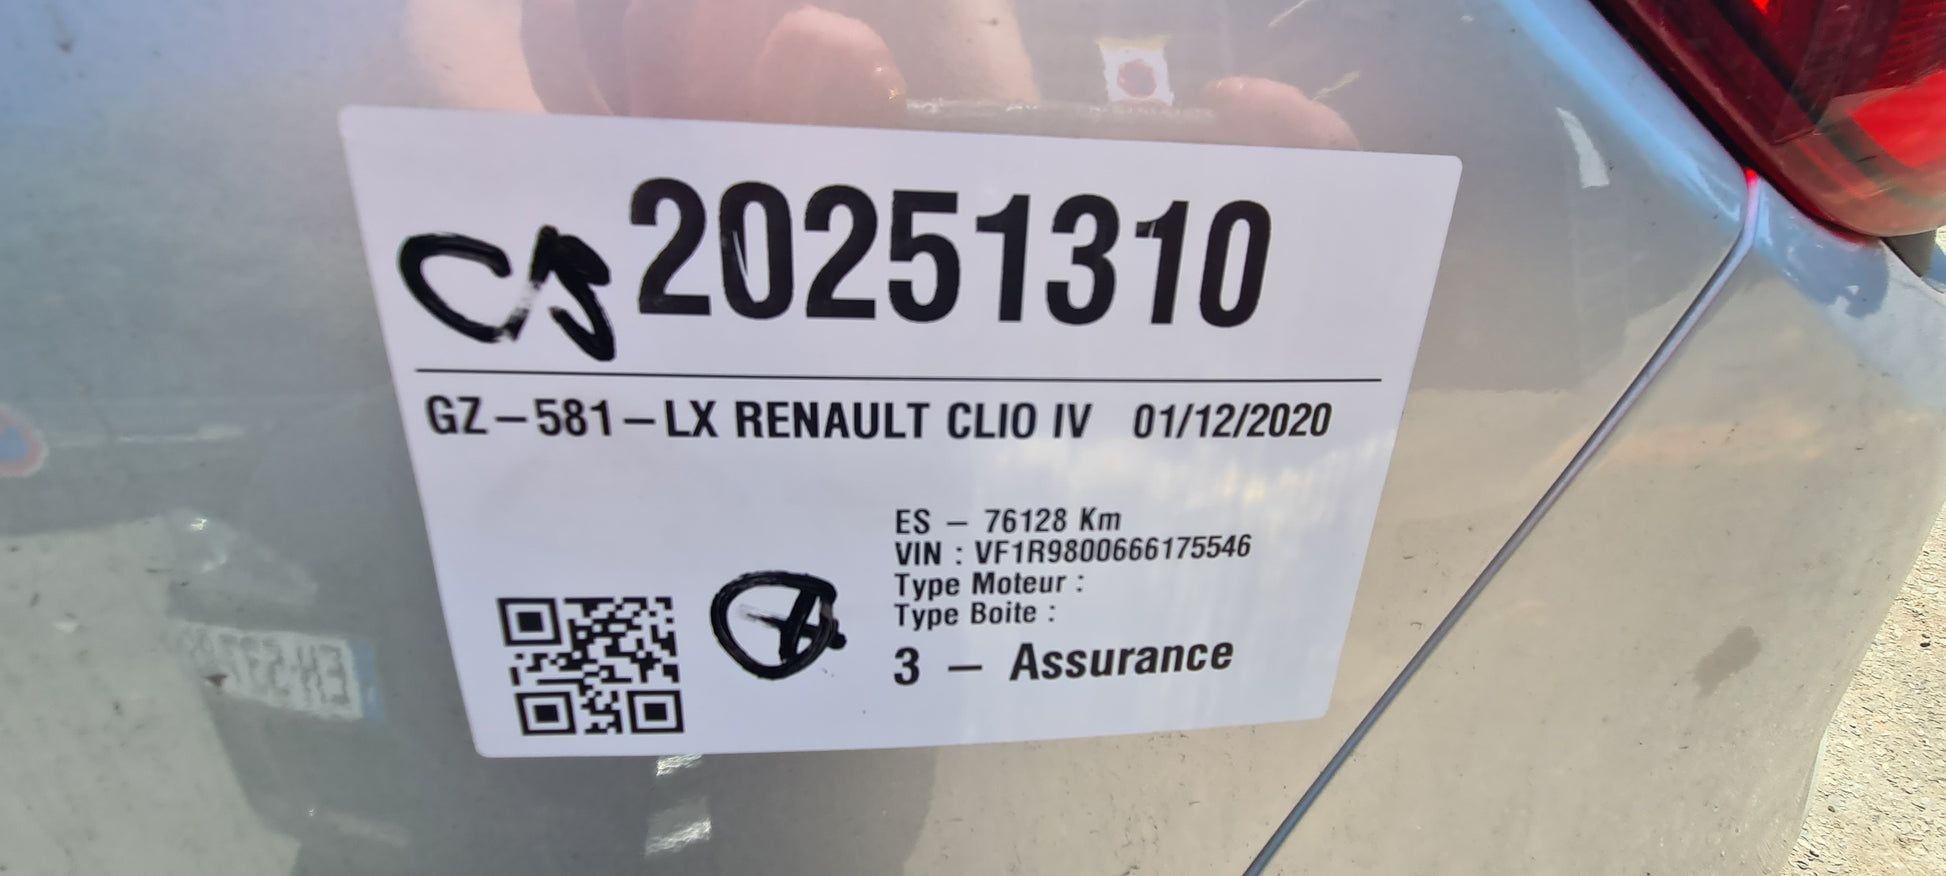 20251310
GZ-581-LX RENAULT CLIO IV 01/12/2020
ES - 76128 Km
VIN : VF1R9800666175546
Type Moteur :
Type Boite :
3 - Assurance